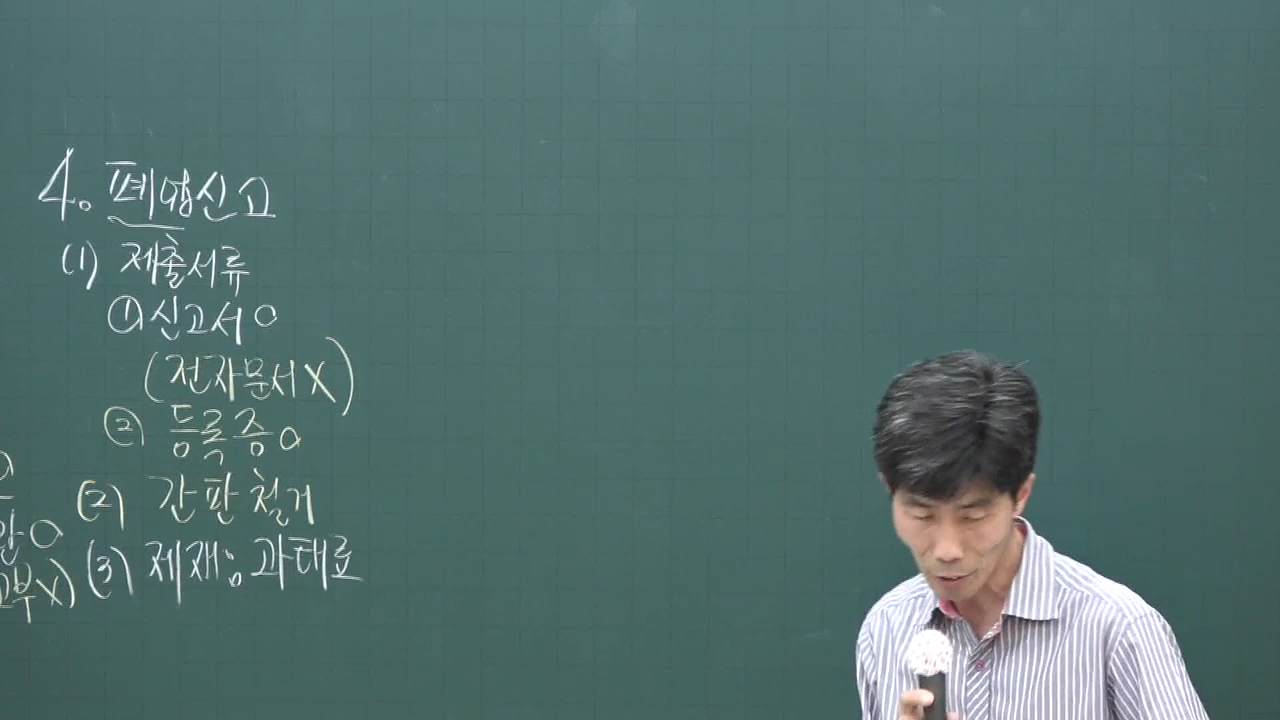 4. 폐업신고
(1) 제출서류
① 신고서 O
(전자문서 X)
② 등록증 O
(2) 간판철거
(3) 제재: 과태료